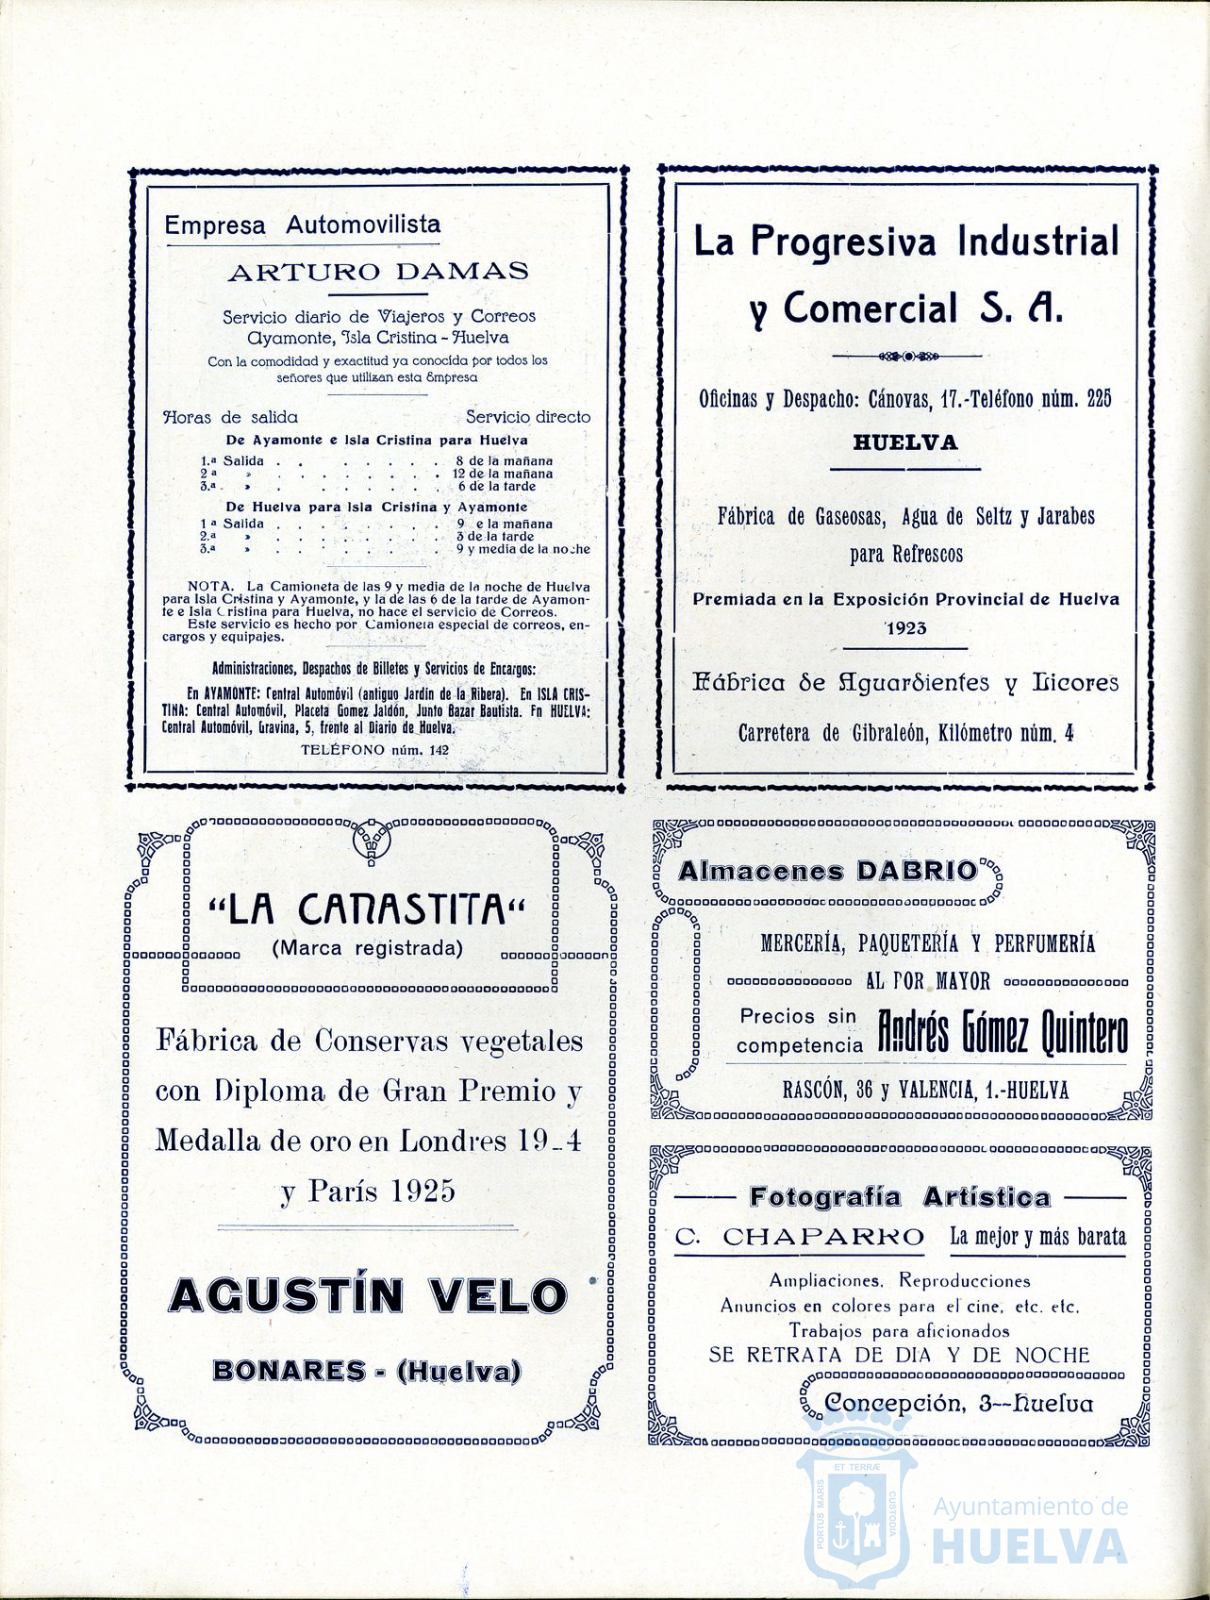 Empresa Automovilista
ARTURO DAMAS
Servicio diario de Viajeros y Correos
Ayamonte, Isla Cristina - Huelva
Con la comodidad y exactitud ya conocida por todos los
señores que utilizan esta Empresa
Horas de salida Servicio directo
De Ayamonte e Isla Cristina para Huelva
1.ª Salida . . . . . . . . 8 de la mañana
2 ª » . . . . . . . . 12 de la mañana
3.ª » . . . . . . . . 6 de la tarde
De Huelva para Isla Cristina y Ayamonte
1 ª Salida . . . . . . . . 9 e la mañana
2.ª » . . . . . . . . 3 de la tarde
3.ª » . . . . . . . . 9 y media de la noche
NOTA. La Camioneta de las 9 y media de la noche de Huelva
para Isla Cristina y Ayamonte, y la de las 6 de la tarde de Ayamon-
te e Isla Cristina para Huelva, no hace el servicio de Correos.
Este servicio es hecho por Camioneta especial de correos, en-
cargos y equipajes.
Administraciones, Despachos de Billetes y Servicios de Encargos:
En AYAMONTE: Central Automóvil (antiguo Jardín de la Ribera). En ISLA CRIS-
TINA: Central Automóvil, Placeta Gomez Jaldón, Junto Bazar Bautista. En HUELVA:
Central Automóvil, Gravina, 5, frente al Diario de Huelva.
TELÉFONO núm. 142
La Progresiva Industrial
y Comercial S. A.
Oficinas y Despacho: Cánovas, 17.-Teléfono núm. 225
HUELVA
Fábrica de Gaseosas, Agua de Seltz y Jarabes
para Refrescos
Premiada en la Exposición Provincial de Huelva
1923
Fábrica de Aguardientes y Licores
Carretera de Gibraleón, Kilómetro núm. 4
"LA CANASTITA"
(Marca registrada)
Fábrica de Conservas vegetales
con Diploma de Gran Premio y
Medalla de oro en Londres 19 4
y París 1925
AGUSTÍN VELO
BONARES - (Huelva)
Almacenes DABRIO
MERCERÍA, PAQUETERÍA Y PERFUMERÍA
AL POR MAYOR
Precios sin
competencia Andrés Gómez Quintero
RASCÓN, 36 y VALENCIA, 1.-HUELVA
Fotografía Artística
C. CHAPARRO La mejor y más barata
Ampliaciones. Reproducciones
Anuncios en colores para el cine, etc. etc.
Trabajos para aficionados
SE RETRATA DE DIA Y DE NOCHE
Concepción, 3--Huelva
ET TERRÆ
PORTUS MARIS
CUSTODIA
Ayuntamiento de
HUELVA